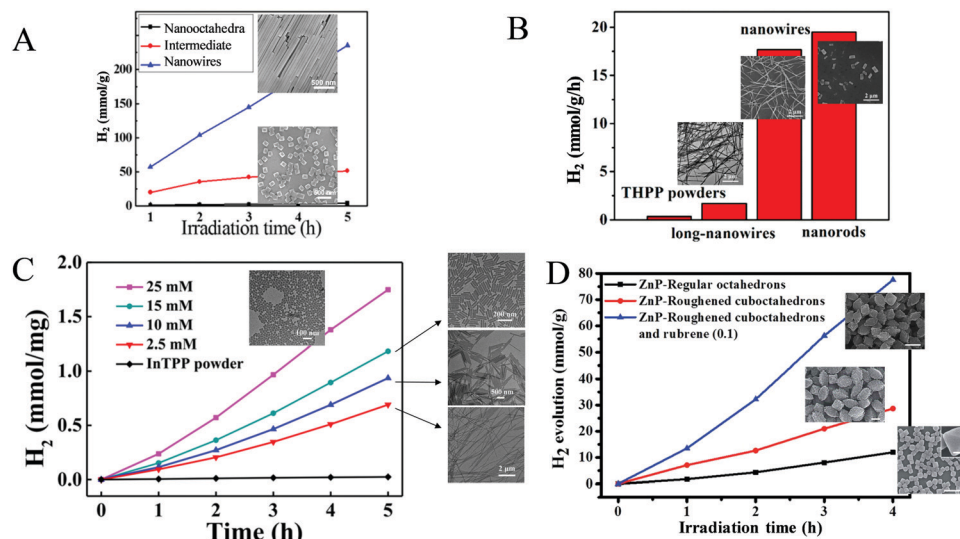 A
Nanooctahedra
Intermediate
Nanowires
H2 (mmol/g)
200
150
100
50
0
1 2 3 4 5
Irradiation time (h)
500 nm
B
H2 (mmol/g/h)
20
15
10
5
0
THPP powders
long-nanowires
nanowires
nanorods
2 µm
2 µm
C
H2 (mmol/mg)
2.0
1.5
1.0
0.5
0.0
25 mM
15 mM
10 mM
2.5 mM
InTPP powder
100 nm
200 nm
500 nm
2 µm
0 1 2 3 4 5
Time (h)
D
H2 evolution (mmol/g)
80
70
60
50
40
30
20
10
0
ZnP-Regular octahedrons
ZnP-Roughened cuboctahedrons
ZnP-Roughened cuboctahedrons
and rubrene (0.1)
0 1 2 3 4
Irradiation time (h)